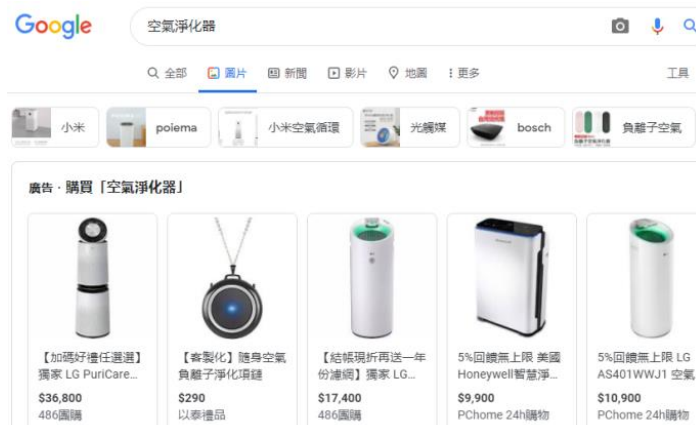 Google
空氣淨化器
全部 圖片 新聞 影片 地圖 更多 工具
小米 poiema 小米空氣循環 光觸媒 bosch 負離子空氣
廣告 · 購買「空氣淨化器」
【加碼好禮任選選】
獨家 LG PuriCare...
$36,800
486團購
【客製化】隨身空氣
負離子淨化項鏈
$290
以泰禮品
【結帳現折再送一年
份濾網】獨家 LG...
$17,400
486團購
5%回饋無上限 美國
Honeywell智慧淨...
$9,900
PChome 24h購物
5%回饋無上限 LG
AS401WWJ1 空氣
$10,900
PChome 24h購物